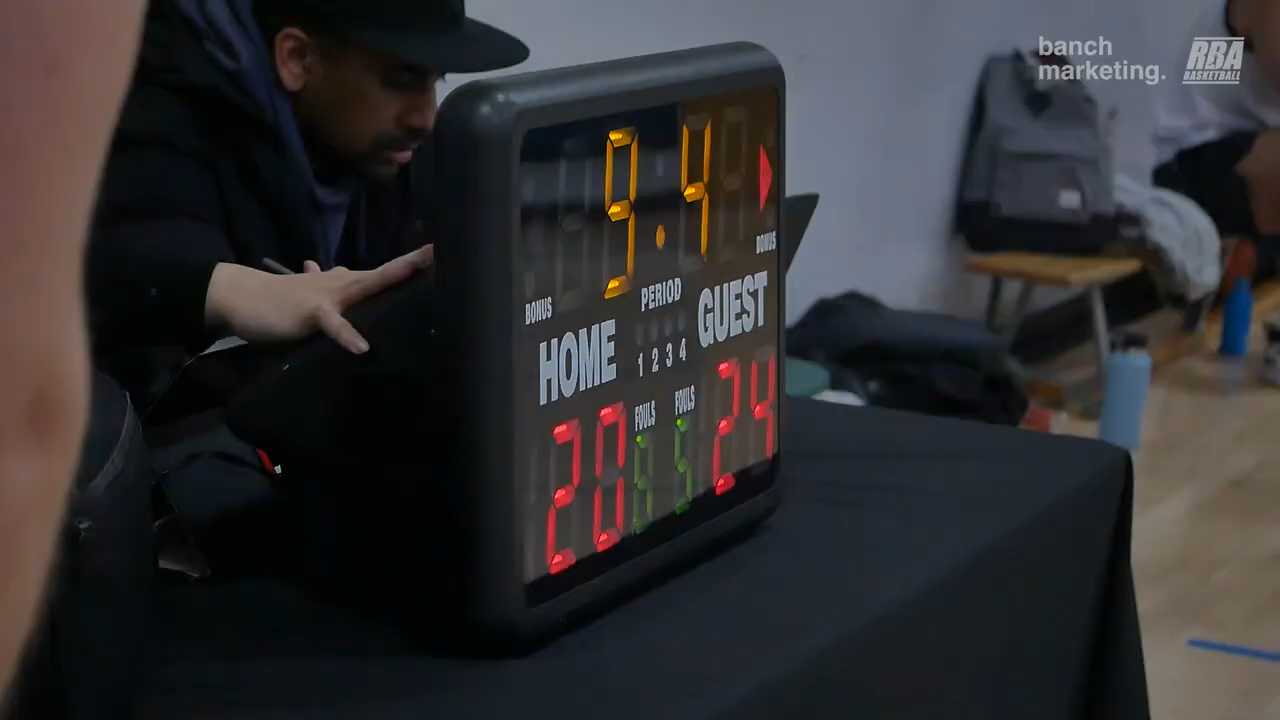 banch
marketing.
RBA
BASKETBALL
9.4
BONUS
BONUS
PERIOD
HOME
GUEST
1 2 3 4
FOULS
FOULS
20
5
24